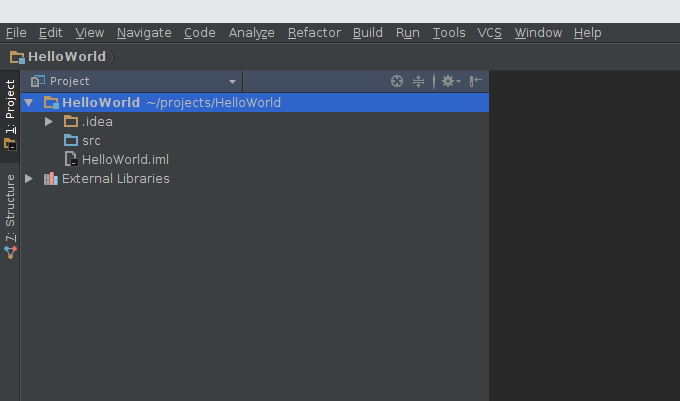 File Edit View Navigate Code Analyze Refactor Build Run Tools VCS Window Help
HelloWorld
1: Project
Project
HelloWorld ~/projects/HelloWorld
.idea
src
HelloWorld.iml
External Libraries
7: Structure